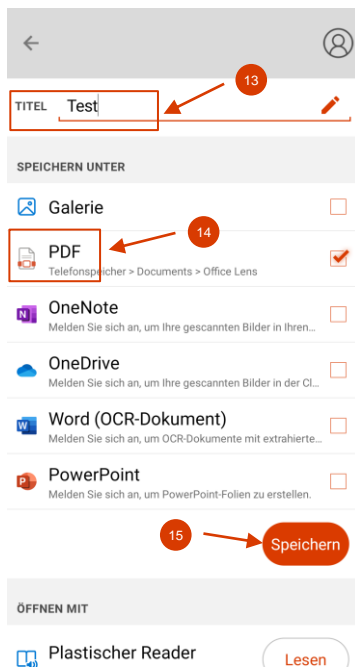 13
TITEL Test
SPEICHERN UNTER
Galerie
14
PDF
Telefonspeicher > Documents > Office Lens
OneNote
Melden Sie sich an, um Ihre gescannten Bilder in Ihren...
OneDrive
Melden Sie sich an, um Ihre gescannten Bilder in der Cl...
Word (OCR-Dokument)
Melden Sie sich an, um OCR-Dokumente mit extrahierte...
PowerPoint
Melden Sie sich an, um PowerPoint-Folien zu erstellen.
15
Speichern
ÖFFNEN MIT
Plastischer Reader
Lesen